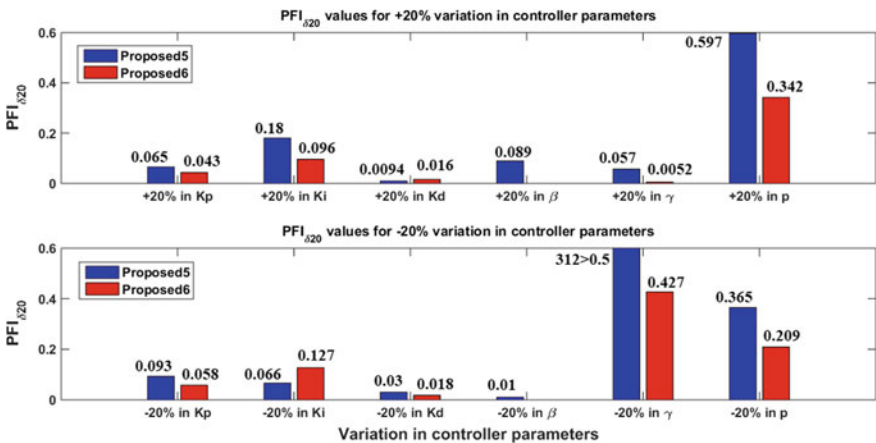 PFIδ20 values for +20% variation in controller parameters
0.6
0.4
0.2
0
PFIδ20
Proposed5
Proposed6
0.065
0.043
0.18
0.096
0.0094
0.016
0.089
0.057
0.0052
0.597
0.342
+20% in Kp
+20% in Ki
+20% in Kd
+20% in β
+20% in γ
+20% in p
PFIδ20 values for -20% variation in controller parameters
0.6
0.4
0.2
0
PFIδ20
Proposed5
Proposed6
0.093
0.058
0.066
0.127
0.03
0.018
0.01
312>0.5
0.427
0.365
0.209
-20% in Kp
-20% in Ki
-20% in Kd
-20% in β
-20% in γ
-20% in p
Variation in controller parameters